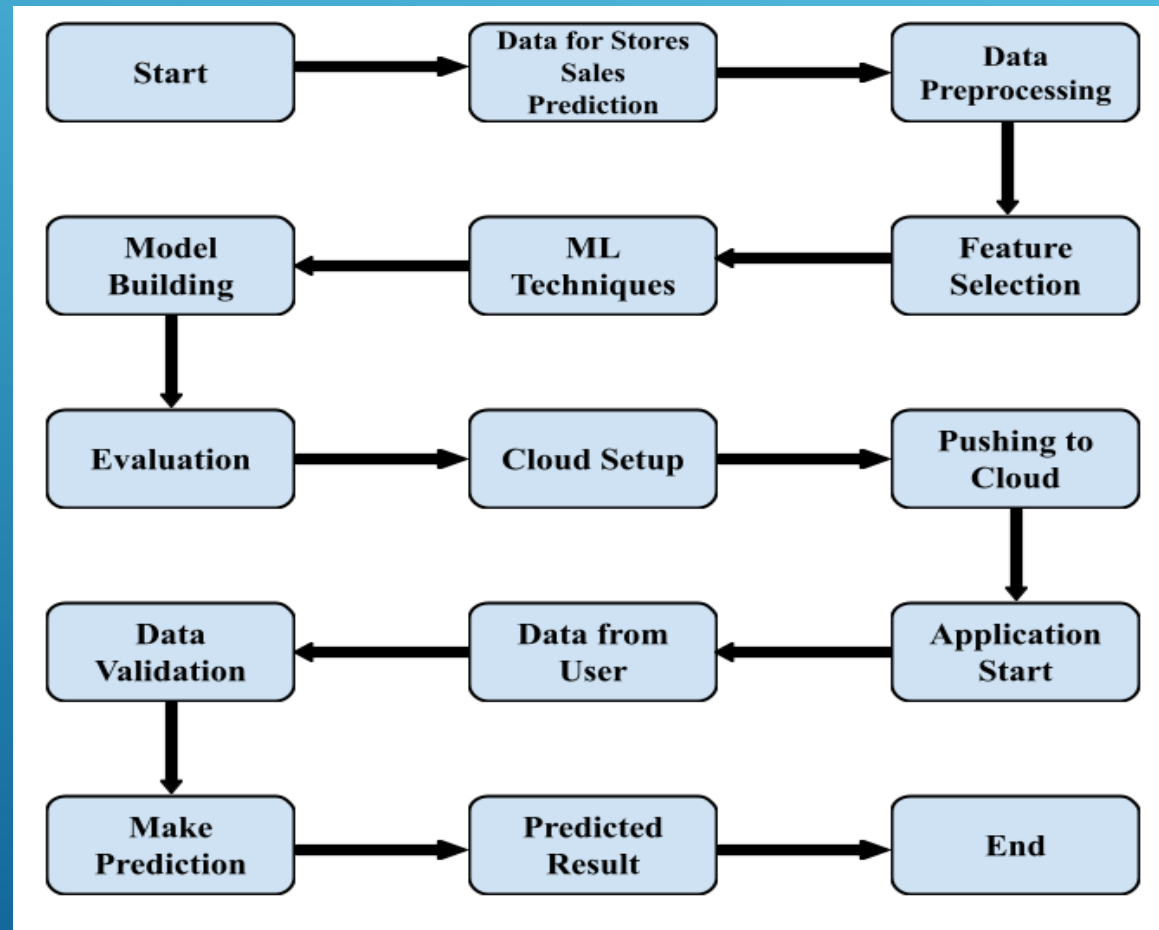 Start
Data for Stores
Sales
Prediction
Data
Preprocessing
Model
Building
ML
Techniques
Feature
Selection
Evaluation
Cloud Setup
Pushing to
Cloud
Data
Validation
Data from
User
Application
Start
Make
Prediction
Predicted
Result
End